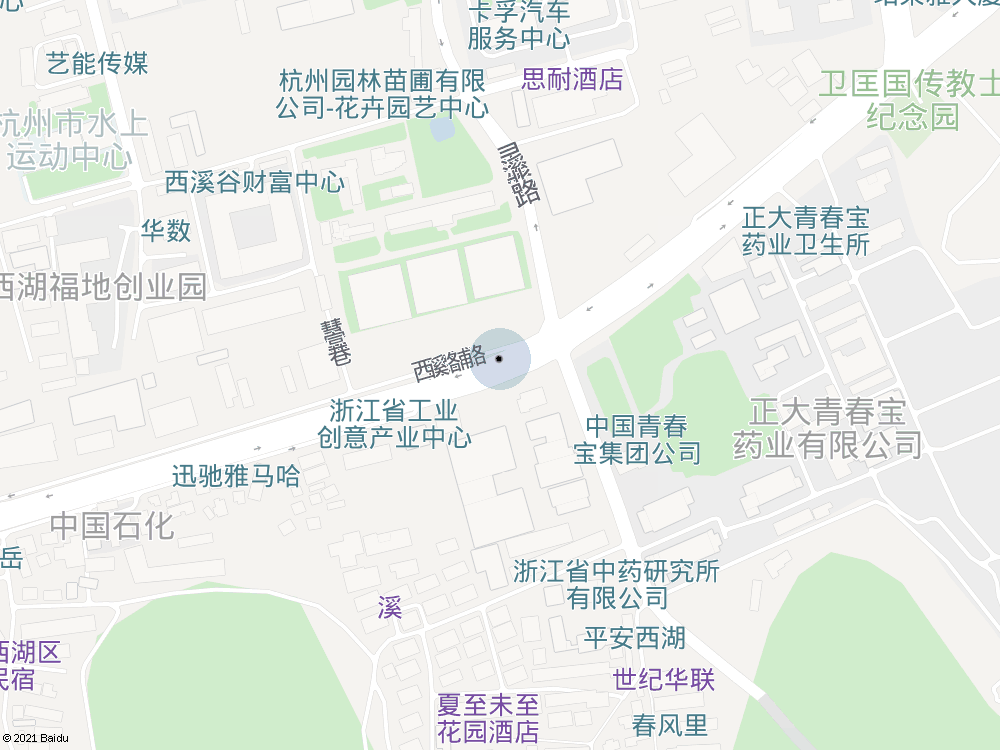 心
卡孚汽车
服务中心
艺能传媒
杭州园林苗圃有限
公司-花卉园艺中心
思耐酒店
卫匡国传教士
纪念园
杭州市水上
运动中心
西溪谷财富中心
华数
正大青春宝
药业卫生所
西湖福地创业园
西溪路
浙江省工业
创意产业中心
正大青春宝
药业有限公司
中国青春
宝集团公司
迅驰雅马哈
中国石化
岳
浙江省中药研究所
有限公司
溪
平安西湖
西湖区
民宿
世纪华联
夏至未至
花园酒店
春风里
© 2021 Baidu